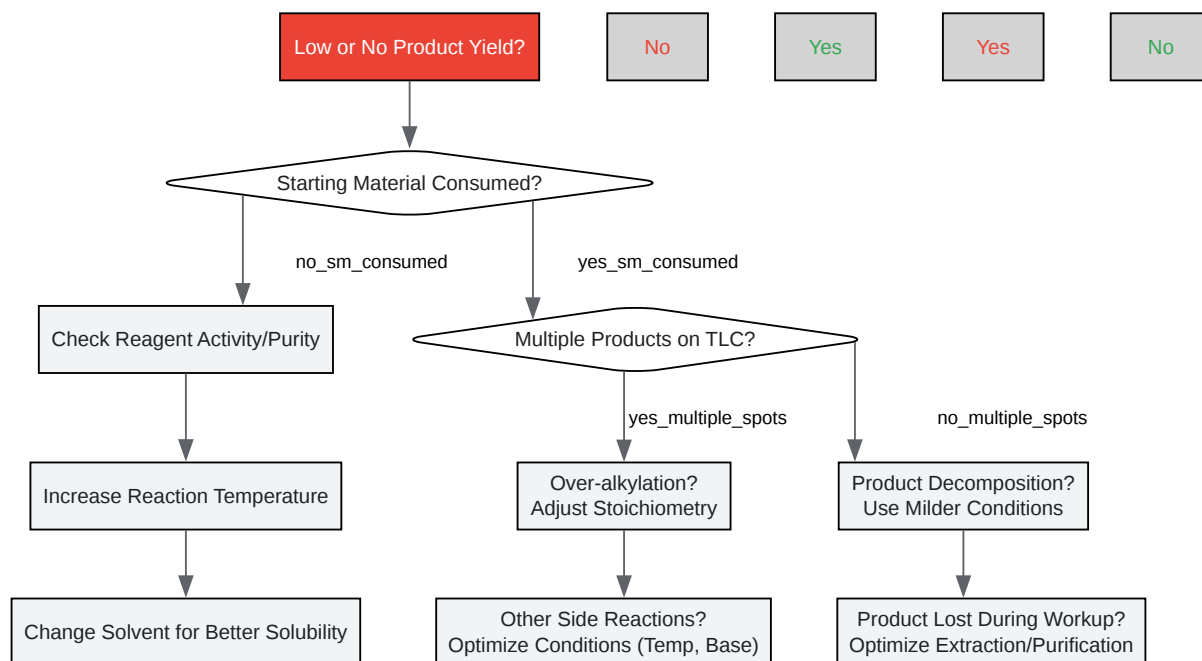 Low or No Product Yield?
No
Yes
Yes
No
Starting Material Consumed?
no_sm_consumed
yes_sm_consumed
Check Reagent Activity/Purity
Multiple Products on TLC?
yes_multiple_spots
no_multiple_spots
Increase Reaction Temperature
Over-alkylation?
Adjust Stoichiometry
Product Decomposition?
Use Milder Conditions
Change Solvent for Better Solubility
Other Side Reactions?
Optimize Conditions (Temp, Base)
Product Lost During Workup?
Optimize Extraction/Purification